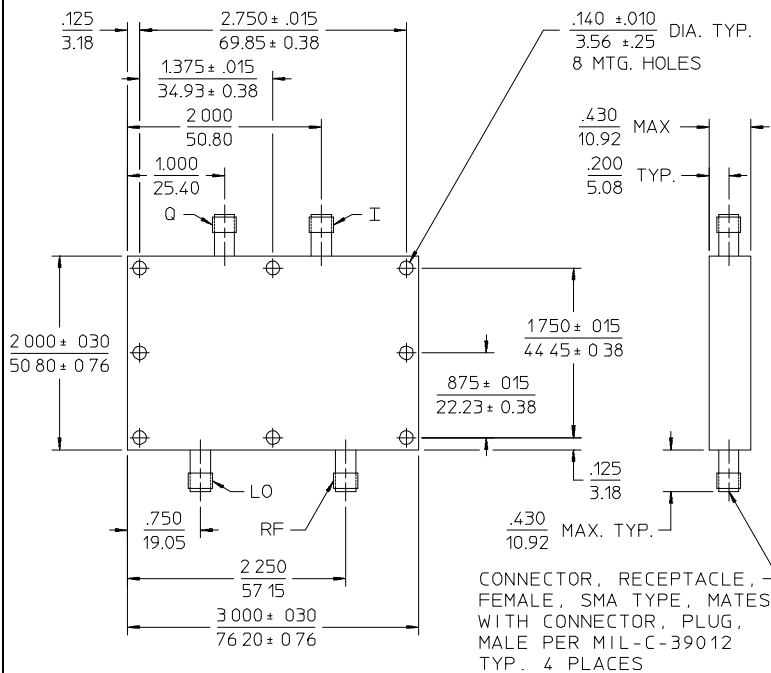 .125
3.18
2.750± .015
69.85± 0.38
.140 ±.010
3.56 ±.25
DIA. TYP.
8 MTG. HOLES
1.375± .015
34.93± 0.38
2 000
50.80
.430
10.92
MAX
1.000
25.40
.200
5.08
TYP.
Q
I
2 000± 030
50 80± 0 76
1 750± 015
44 45± 0 38
875± 015
22.23± 0.38
LO
.125
3.18
.750
19.05
RF
.430
10.92
MAX. TYP.
2 250
57 15
3 000± 030
76 20± 0 76
CONNECTOR, RECEPTACLE,
FEMALE, SMA TYPE, MATES
WITH CONNECTOR, PLUG,
MALE PER MIL-C-39012
TYP. 4 PLACES